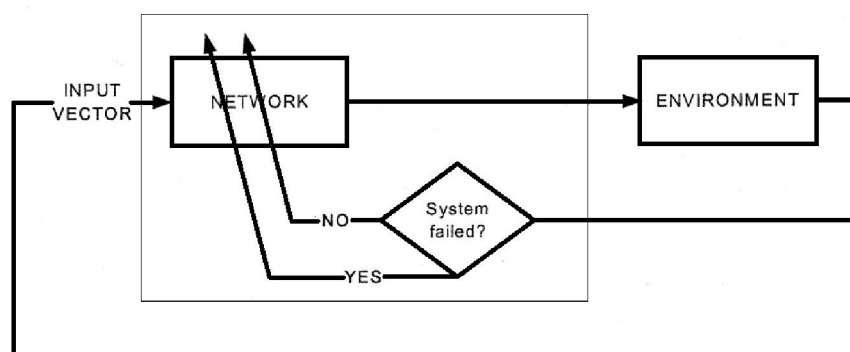 INPUT
VECTOR
NETWORK
ENVIRONMENT
System
failed?
NO
YES